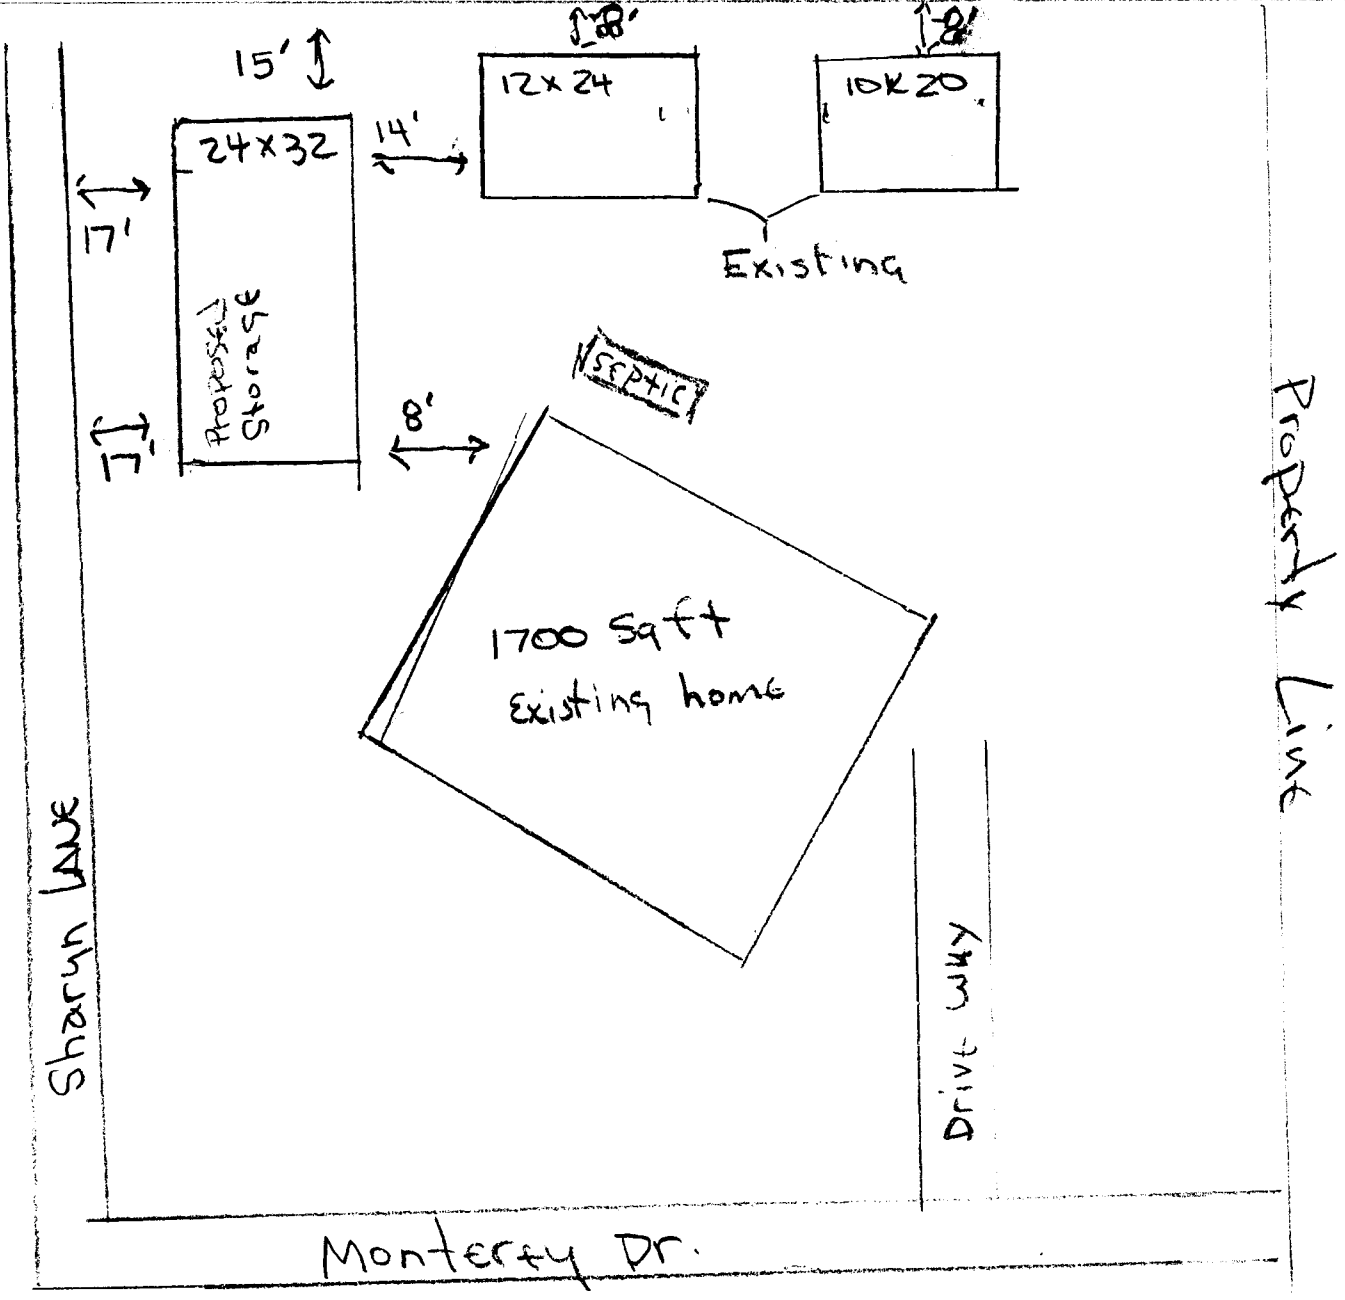 8'
8'
15'
12x24
10x20
24x32
14'
17'
Existing
Proposed
Storage
Septic
8'
17'
1700 Sqft
Existing home
Property Line
Sharyn LANE
Drive WAY
Monterey Dr.